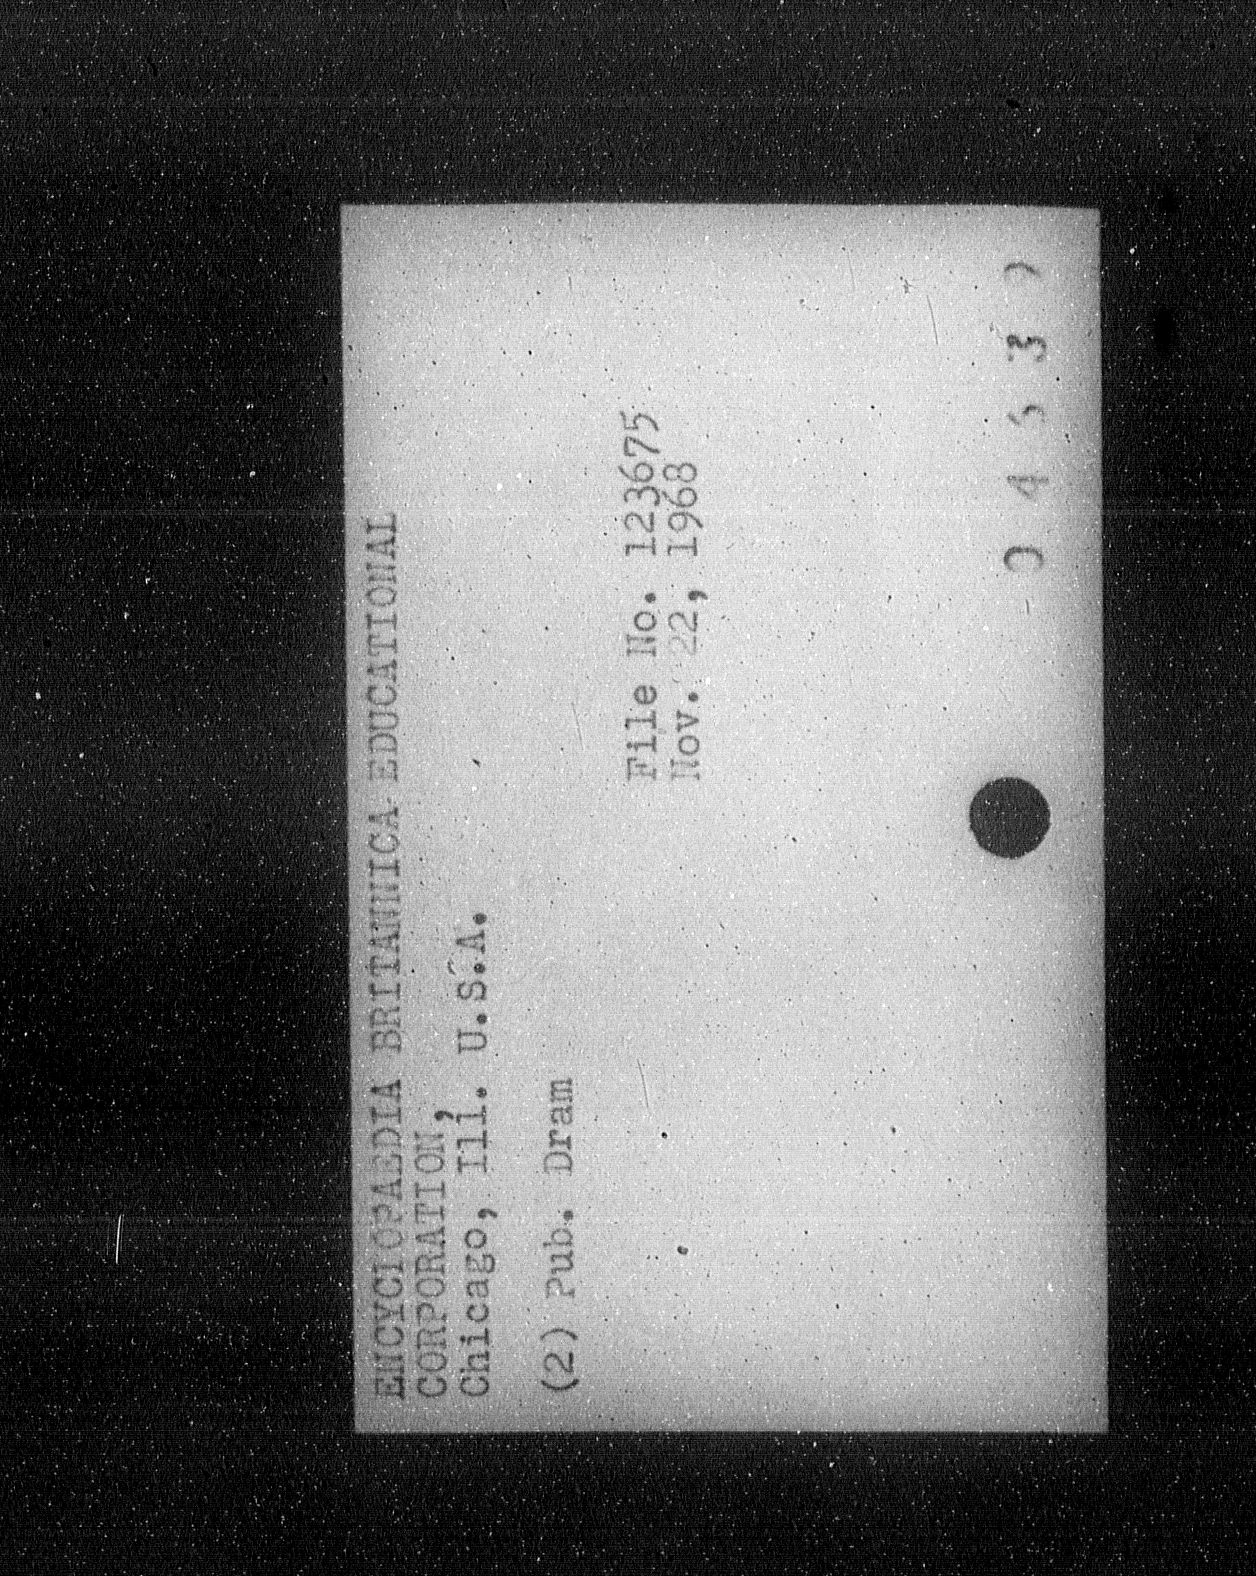 ENCYCLOPAEDIA BRITANNICA EDUCATIONAL
CORPORATION,
Chicago, Ill. U.S.A.
(2) Pub. Dram
File No. 123675
Nov. 22, 1968